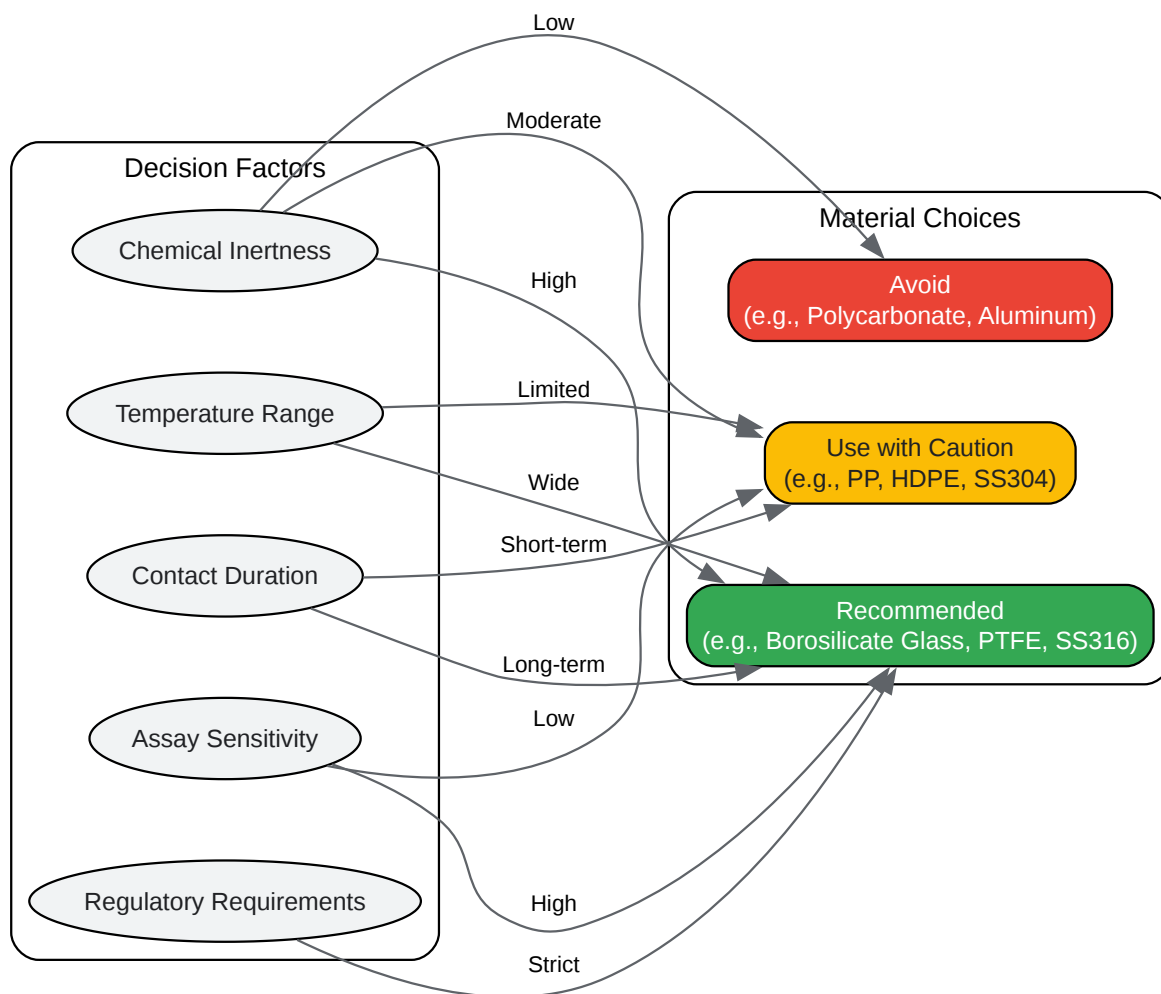 Low
Moderate
Decision Factors
Chemical Inertness
High
Material Choices
Avoid
(e.g., Polycarbonate, Aluminum)
Temperature Range
Limited
Use with Caution
(e.g., PP, HDPE, SS304)
Wide
Short-term
Contact Duration
Recommended
(e.g., Borosilicate Glass, PTFE, SS316)
Long-term
Low
Assay Sensitivity
Regulatory Requirements
High
Strict